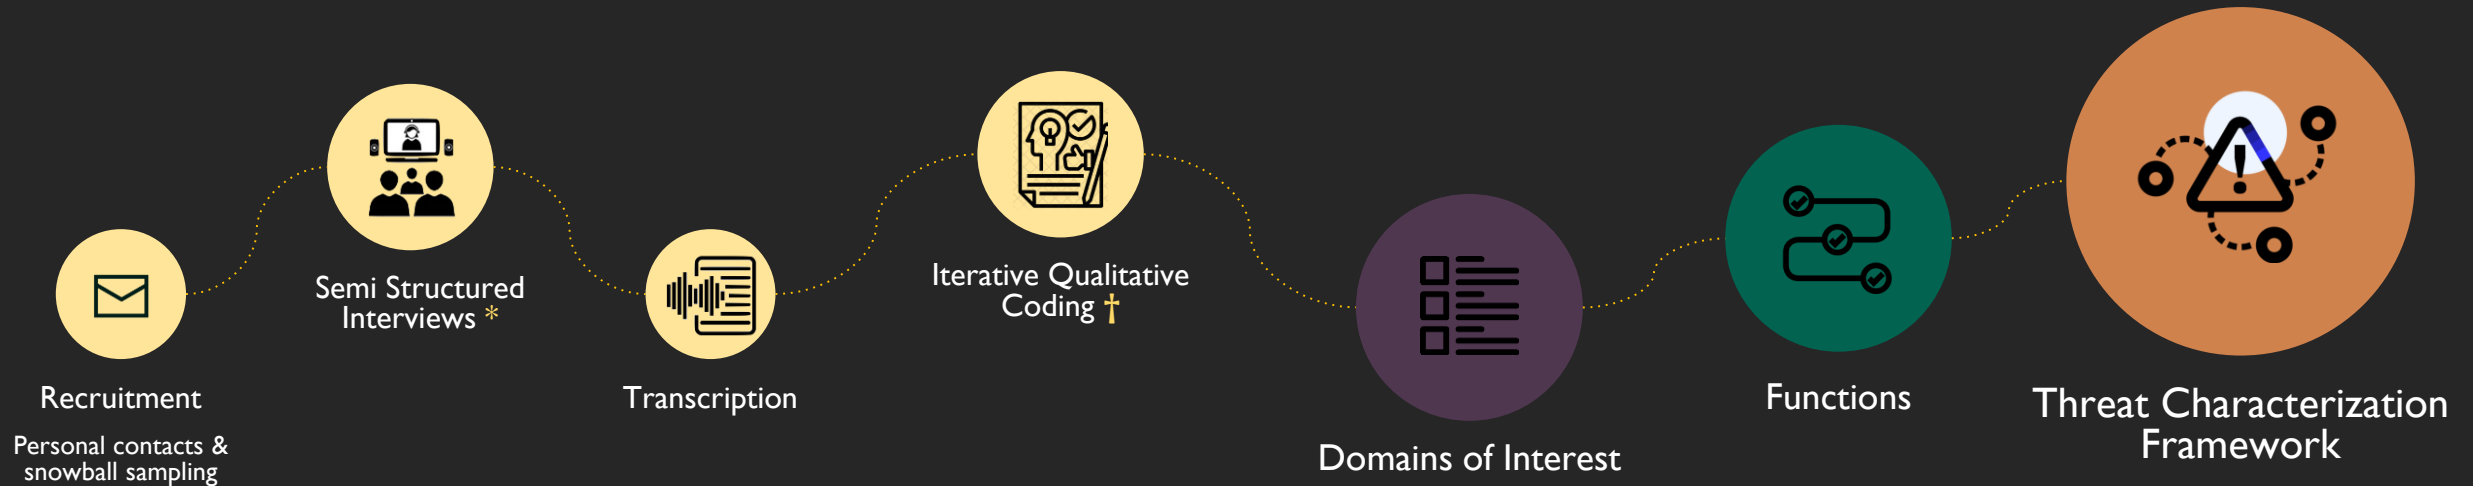 Recruitment
Personal contacts &
snowball sampling
Semi Structured
Interviews *
Transcription
Iterative Qualitative
Coding †
Domains of Interest
Functions
Threat Characterization
Framework